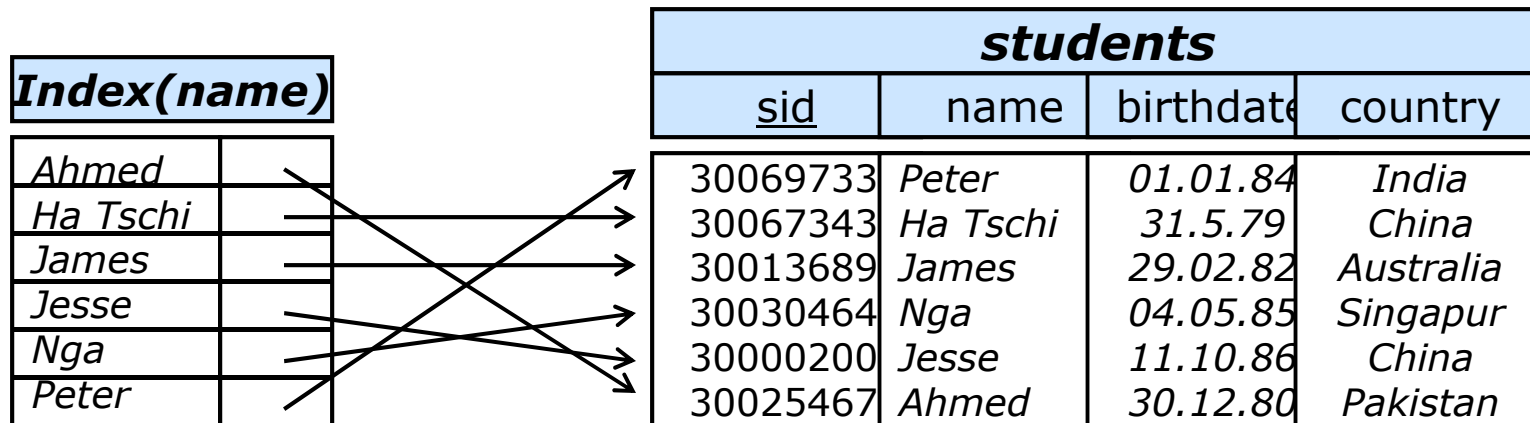 Index(name)
Ahmed
Ha Tschi
James
Jesse
Nga
Peter
students
sid name birthdate country
30069733 Peter 01.01.84 India
30067343 Ha Tschi 31.5.79 China
30013689 James 29.02.82 Australia
30030464 Nga 04.05.85 Singapur
30000200 Jesse 11.10.86 China
30025467 Ahmed 30.12.80 Pakistan